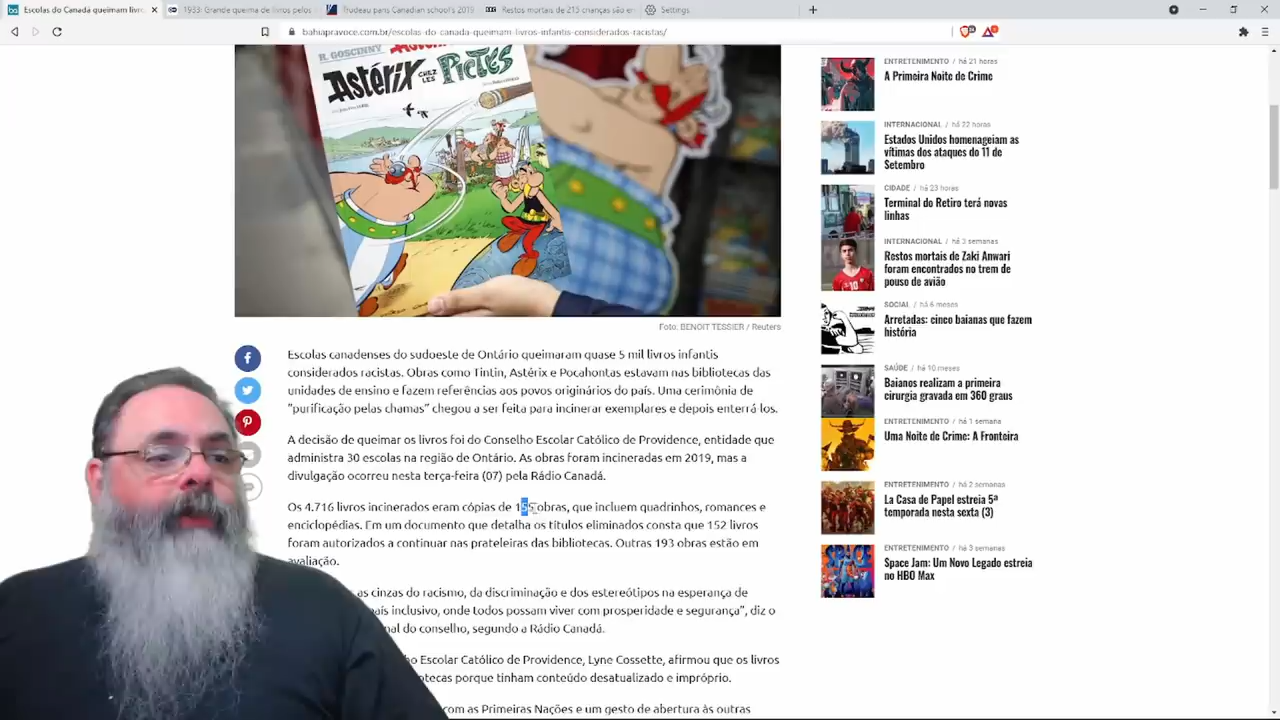 Escolas do Canadá queimam livr
1933: Grande queima de livros pelos
Trudeau pans Canadian school's 2019
Restos mortais de 215 crianças são en
Settings
bahiapravoce.com.br/escolas-do-canada-queimam-livros-infantis-considerados-racistas/
R. GOSCINNY
Astérix CHEZ LES PICTES
Foto: BENOIT TESSIER / Reuters
Escolas canadenses do sudoeste de Ontário queimaram quase 5 mil livros infantis
considerados racistas. Obras como Tintin, Astérix e Pocahontas estavam nas bibliotecas das
unidades de ensino e fazem referências aos povos originários do país. Uma cerimônia de
“purificação pelas chamas” chegou a ser feita para incinerar exemplares e depois enterrá los.
A decisão de queimar os livros foi do Conselho Escolar Católico de Providence, entidade que
administra 30 escolas na região de Ontário. As obras foram incineradas em 2019, mas a
divulgação ocorreu nesta terça-feira (07) pela Rádio Canadá.
Os 4.716 livros incinerados eram cópias de 155 obras, que incluem quadrinhos, romances e
enciclopédias. Em um documento que detalha os títulos eliminados consta que 152 livros
foram autorizados a continuar nas prateleiras das bibliotecas. Outras 193 obras estão em
avaliação.
as cinzas do racismo, da discriminação e dos estereótipos na esperança de
país inclusivo, onde todos possam viver com prosperidade e segurança”, diz o
nal do conselho, segundo a Rádio Canadá.
ho Escolar Católico de Providence, Lyne Cossette, afirmou que os livros
otecas porque tinham conteúdo desatualizado e impróprio.
com as Primeiras Nações e um gesto de abertura às outras
ENTRETENIMENTO / há 21 horas
A Primeira Noite de Crime
INTERNACIONAL / há 22 horas
Estados Unidos homenageiam as
vítimas dos ataques do 11 de
Setembro
CIDADE / há 23 horas
Terminal do Retiro terá novas
linhas
INTERNACIONAL / há 3 semanas
Restos mortais de Zaki Anwari
foram encontrados no trem de
pouso de avião
SOCIAL / há 6 meses
Arretadas: cinco baianas que fazem
história
SAÚDE / há 10 meses
Baianos realizam a primeira
cirurgia gravada em 360 graus
ENTRETENIMENTO / há 1 semana
Uma Noite de Crime: A Fronteira
ENTRETENIMENTO / há 2 semanas
La Casa de Papel estreia 5ª
temporada nesta sexta (3)
ENTRETENIMENTO / há 3 semanas
Space Jam: Um Novo Legado estreia
no HBO Max